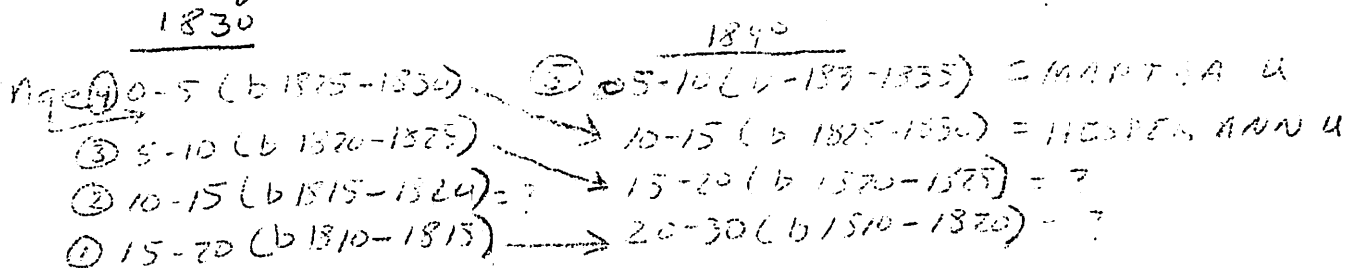 1830 1840
Age ④ 0-5 (b 1825-1830) ⑤ 05-10 (b -183 -1835) = MARTHA U
③ 5-10 (b 1820-1825) 10-15 (b 1825-1830) = HESPER ANN U
② 10-15 (b 1815-1824) = ? 15-20 (b 1820-1825) = ?
① 15-20 (b 1810-1815) 20-30 (b 1810-1820) - ?